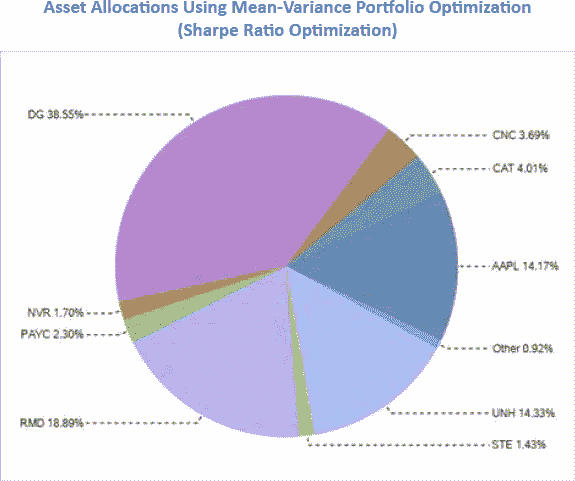 Asset Allocations Using Mean-Variance Portfolio Optimization
(Sharpe Ratio Optimization)
DG 38.55%
CNC 3.69%
CAT 4.01%
AAPL 14.17%
NVR 1.70%
PAYC 2.30%
Other 0.92%
RMD 18.89%
UNH 14.33%
STE 1.43%